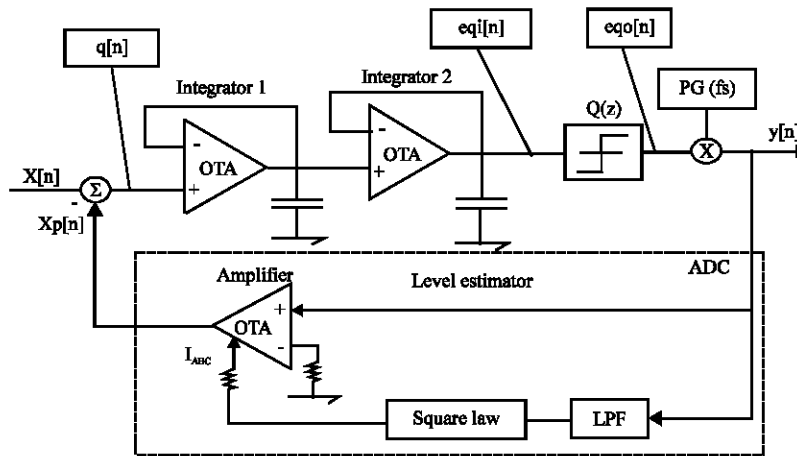 eqi[n]
eqo[n]
q[n]
Integrator 1
Integrator 2
PG (fs)
Q(z)
y[n]
X[n]
Σ
-
Xp[n]
-
OTA
+
-
OTA
+
X
ADC
Amplifier
Level estimator
+
OTA
-
I_ABC
Square law
LPF